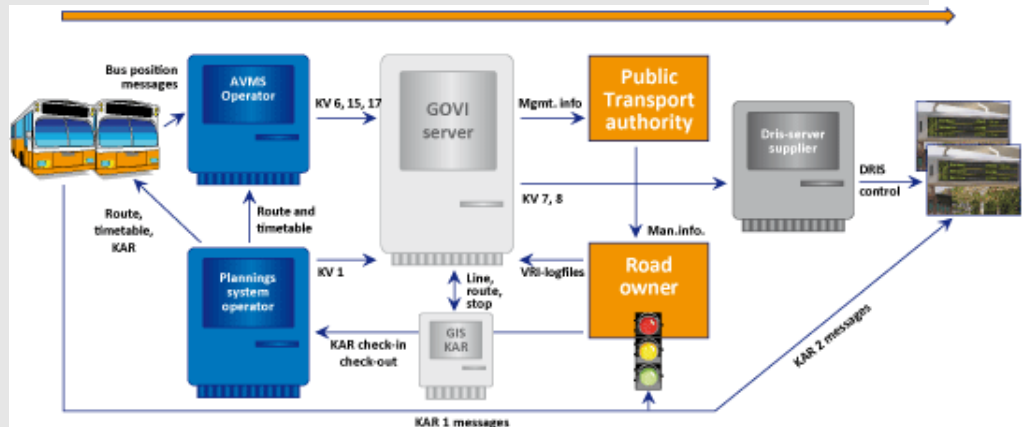 Bus position
messages
AVMS
Operator
KV 6, 15, 17
GOVI
server
Mgmt. info
Public
Transport
authority
Dris-server
supplier
DRIS
control
KV 7, 8
Route,
timetable,
KAR
Route and
timetable
Man.info.
Plannings
system
operator
KV 1
Line,
route,
stop
VRI-logfiles
Road
owner
GIS
KAR
KAR check-in
check-out
KAR 2 messages
KAR 1 messages